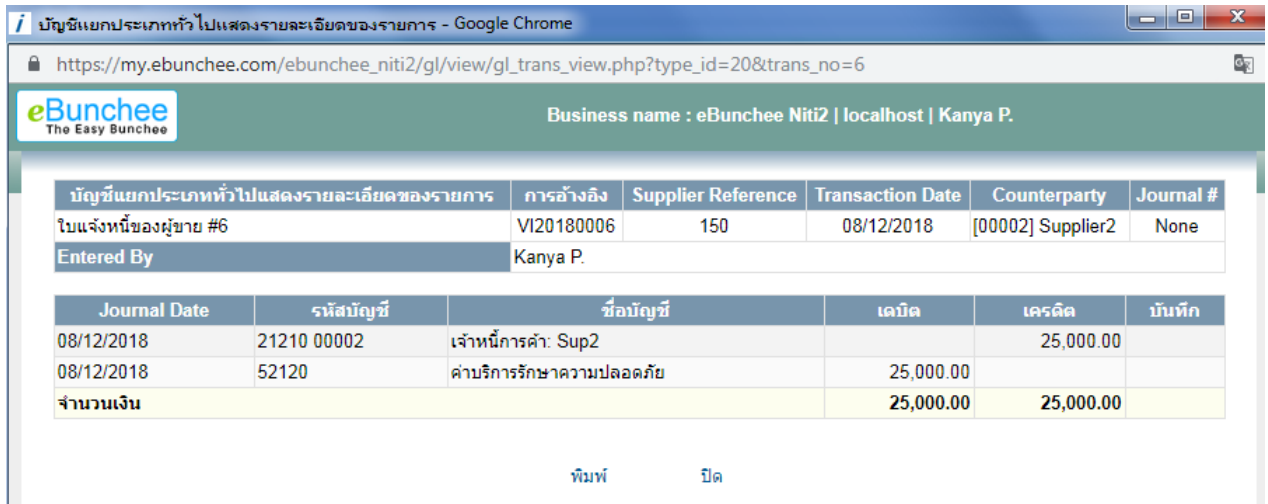 บัญชีแยกประเภททั่วไปแสดงรายละเอียดของรายการ - Google Chrome
https://my.ebunchee.com/ebunchee_niti2/gl/view/gl_trans_view.php?type_id=20&trans_no=6
eBunchee
The Easy Bunchee
Business name : eBunchee Niti2 | localhost | Kanya P.
บัญชีแยกประเภททั่วไปแสดงรายละเอียดของรายการ การอ้างอิง Supplier Reference Transaction Date Counterparty Journal #
ใบแจ้งหนี้ของผู้ขาย #6 VI20180006 150 08/12/2018 [00002] Supplier2 None
Entered By Kanya P.
Journal Date รหัสบัญชี ชื่อบัญชี เดบิต เครดิต บันทึก
08/12/2018 21210 00002 เจ้าหนี้การค้า: Sup2 25,000.00
08/12/2018 52120 ค่าบริการรักษาความปลอดภัย 25,000.00
จำนวนเงิน 25,000.00 25,000.00
พิมพ์ ปิด